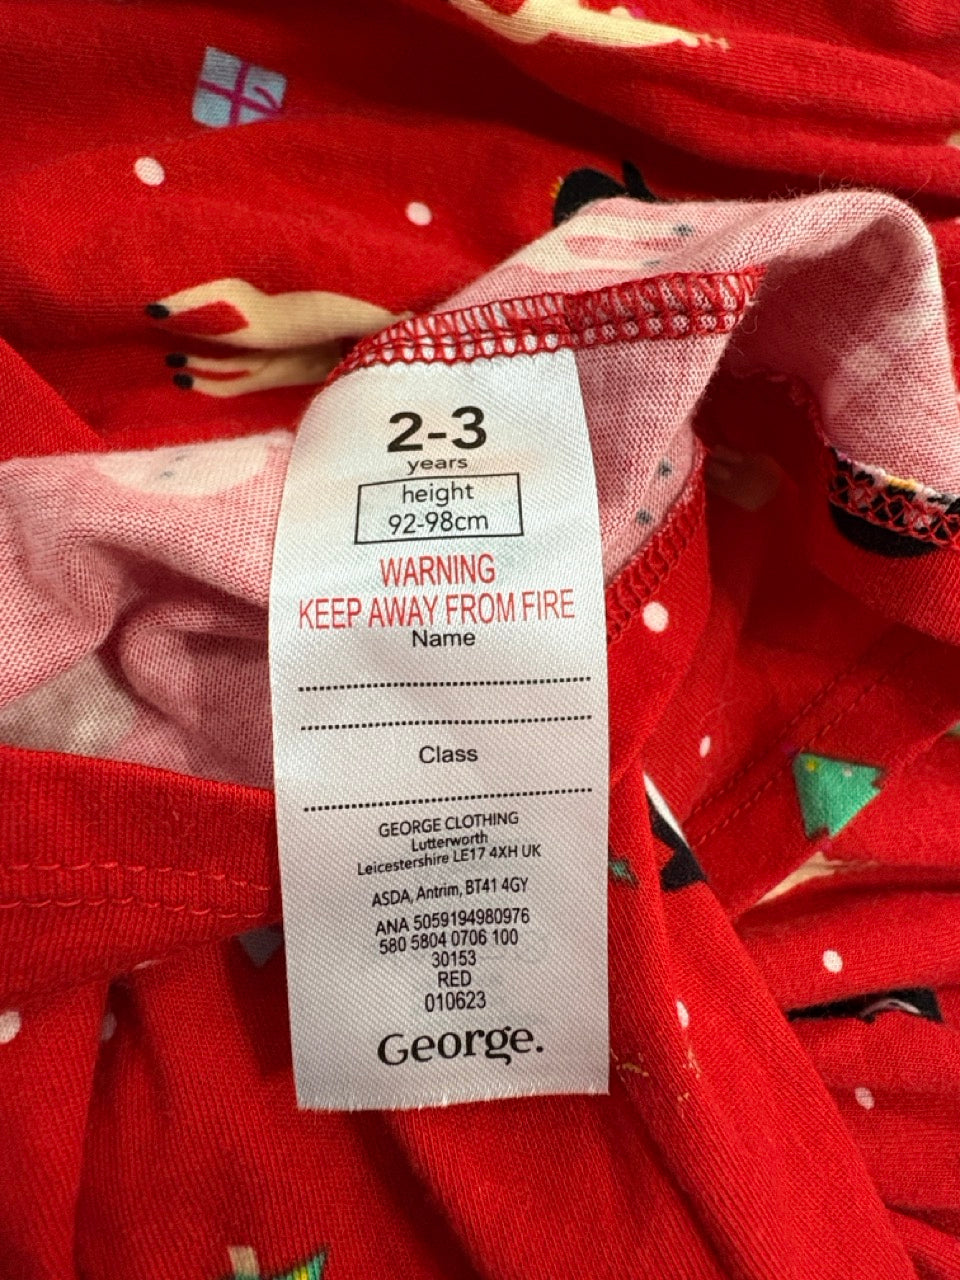 2-3
years
height
92-98cm
WARNING
KEEP AWAY FROM FIRE
Name
Class
GEORGE CLOTHING
Lutterworth
Leicestershire LE17 4XH UK
ASDA, Antrim, BT41 4GY
ANA 5059194980976
580 5804 0706 100
30153
RED
010623
George.